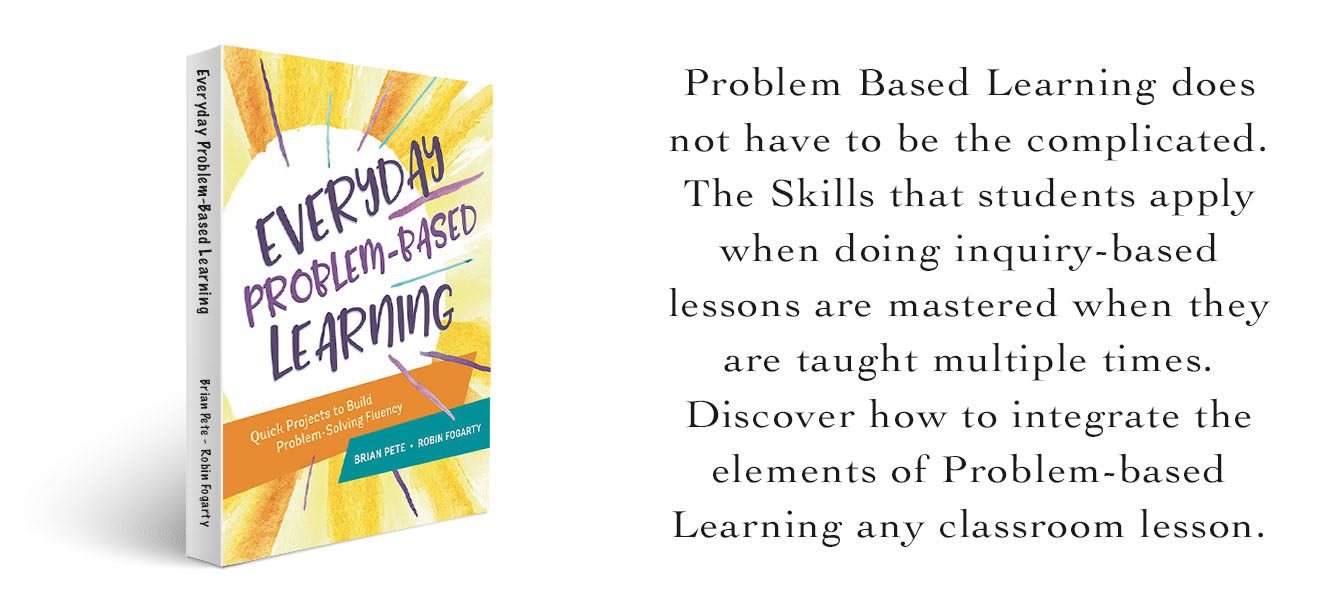 Everyday Problem-Based Learning
Brian Pete - Robin Fogarty
EVERYDAY
PROBLEM-BASED
LEARNING
Quick Projects to Build
Problem-Solving Fluency
BRIAN PETE • ROBIN FOGARTY
Problem Based Learning does
not have to be the complicated.
The Skills that students apply
when doing inquiry-based
lessons are mastered when they
are taught multiple times.
Discover how to integrate the
elements of Problem-based
Learning any classroom lesson.